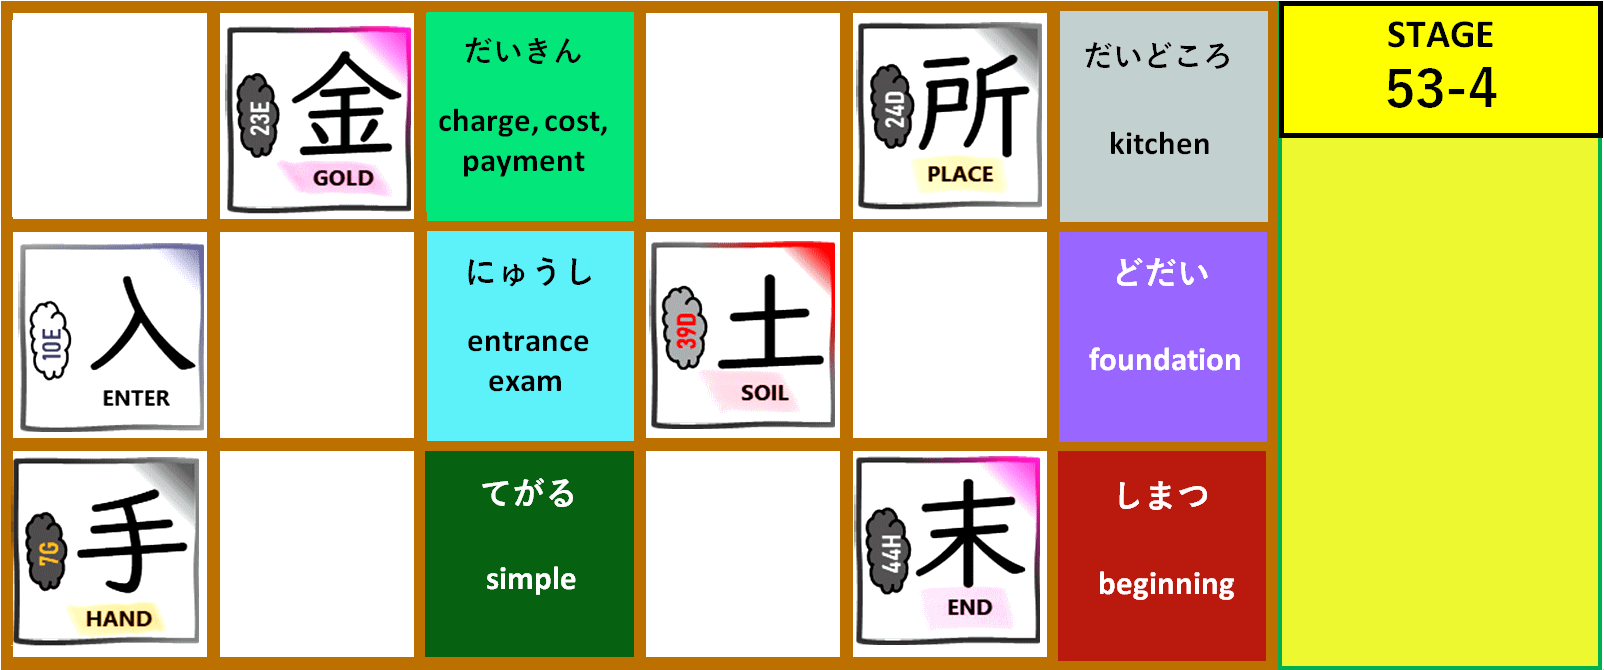 23E
金
GOLD
だいきん
charge, cost,
payment
24D
所
PLACE
だいどころ
kitchen
STAGE
53-4
10E
入
ENTER
にゅうし
entrance
exam
39D
土
SOIL
どだい
foundation
7G
手
HAND
てがる
simple
44H
末
END
しまつ
beginning